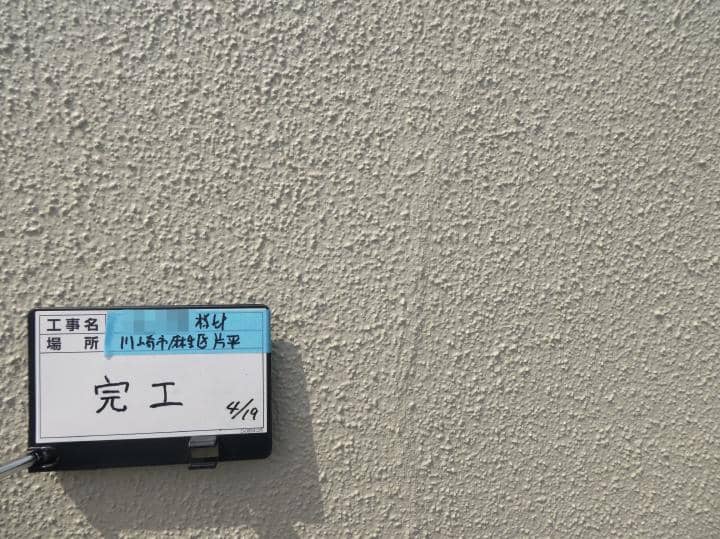 工事名 様邸
場所 川崎市麻生区片平
完工
4/19